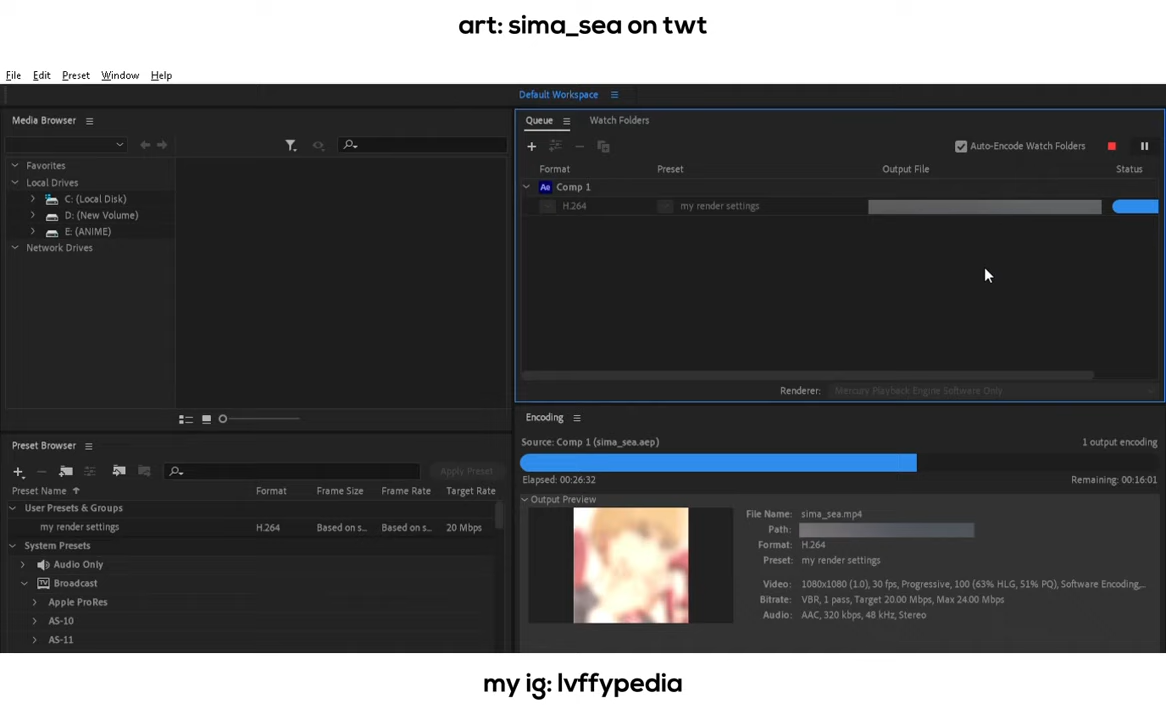 art: sima_sea on twt
File Edit Preset Window Help
Default Workspace
Media Browser
Favorites
Local Drives
C: (Local Disk)
D: (New Volume)
E: (ANIME)
Network Drives
Queue Watch Folders
Auto-Encode Watch Folders
Format Preset Output File Status
Ae Comp 1
H.264 my render settings
Renderer: Mercury Playback Engine Software Only
Preset Browser
Apply Preset
Preset Name Format Frame Size Frame Rate Target Rate
User Presets & Groups
my render settings H.264 Based on s... Based on s... 20 Mbps
System Presets
Audio Only
TV Broadcast
Apple ProRes
AS-10
AS-11
Encoding
Source: Comp 1 (sima_sea.aep) 1 output encoding
Elapsed: 00:26:32 Remaining: 00:16:01
Output Preview
File Name: sima_sea.mp4
Path:
Format: H.264
Preset: my render settings
Video: 1080x1080 (1.0), 30 fps, Progressive, 100 (63% HLG, 51% PQ), Software Encoding,...
Bitrate: VBR, 1 pass, Target 20.00 Mbps, Max 24.00 Mbps
Audio: AAC, 320 kbps, 48 kHz, Stereo
my ig: lvffypedia